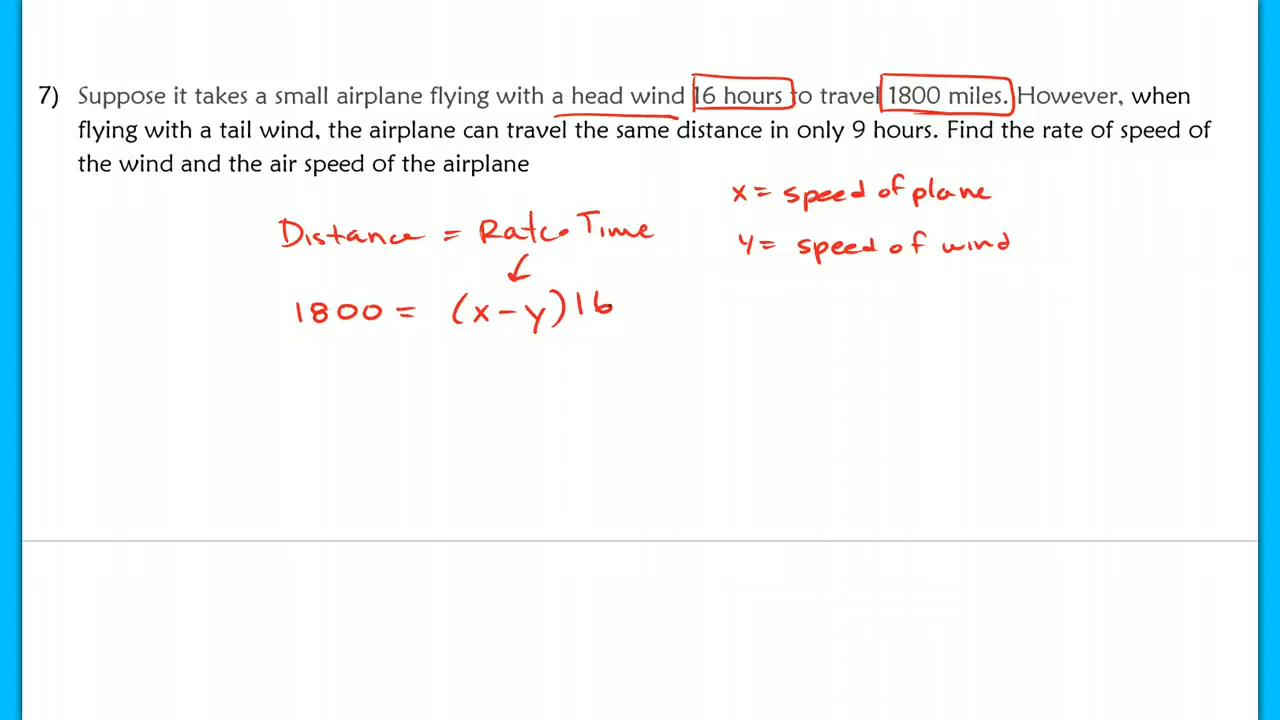 7) Suppose it takes a small airplane flying with a head wind 16 hours to travel 1800 miles. However, when
flying with a tail wind, the airplane can travel the same distance in only 9 hours. Find the rate of speed of
the wind and the air speed of the airplane
x = speed of plane
Distance = Rate • Time
y = speed of wind
1800 = (x - y) 16